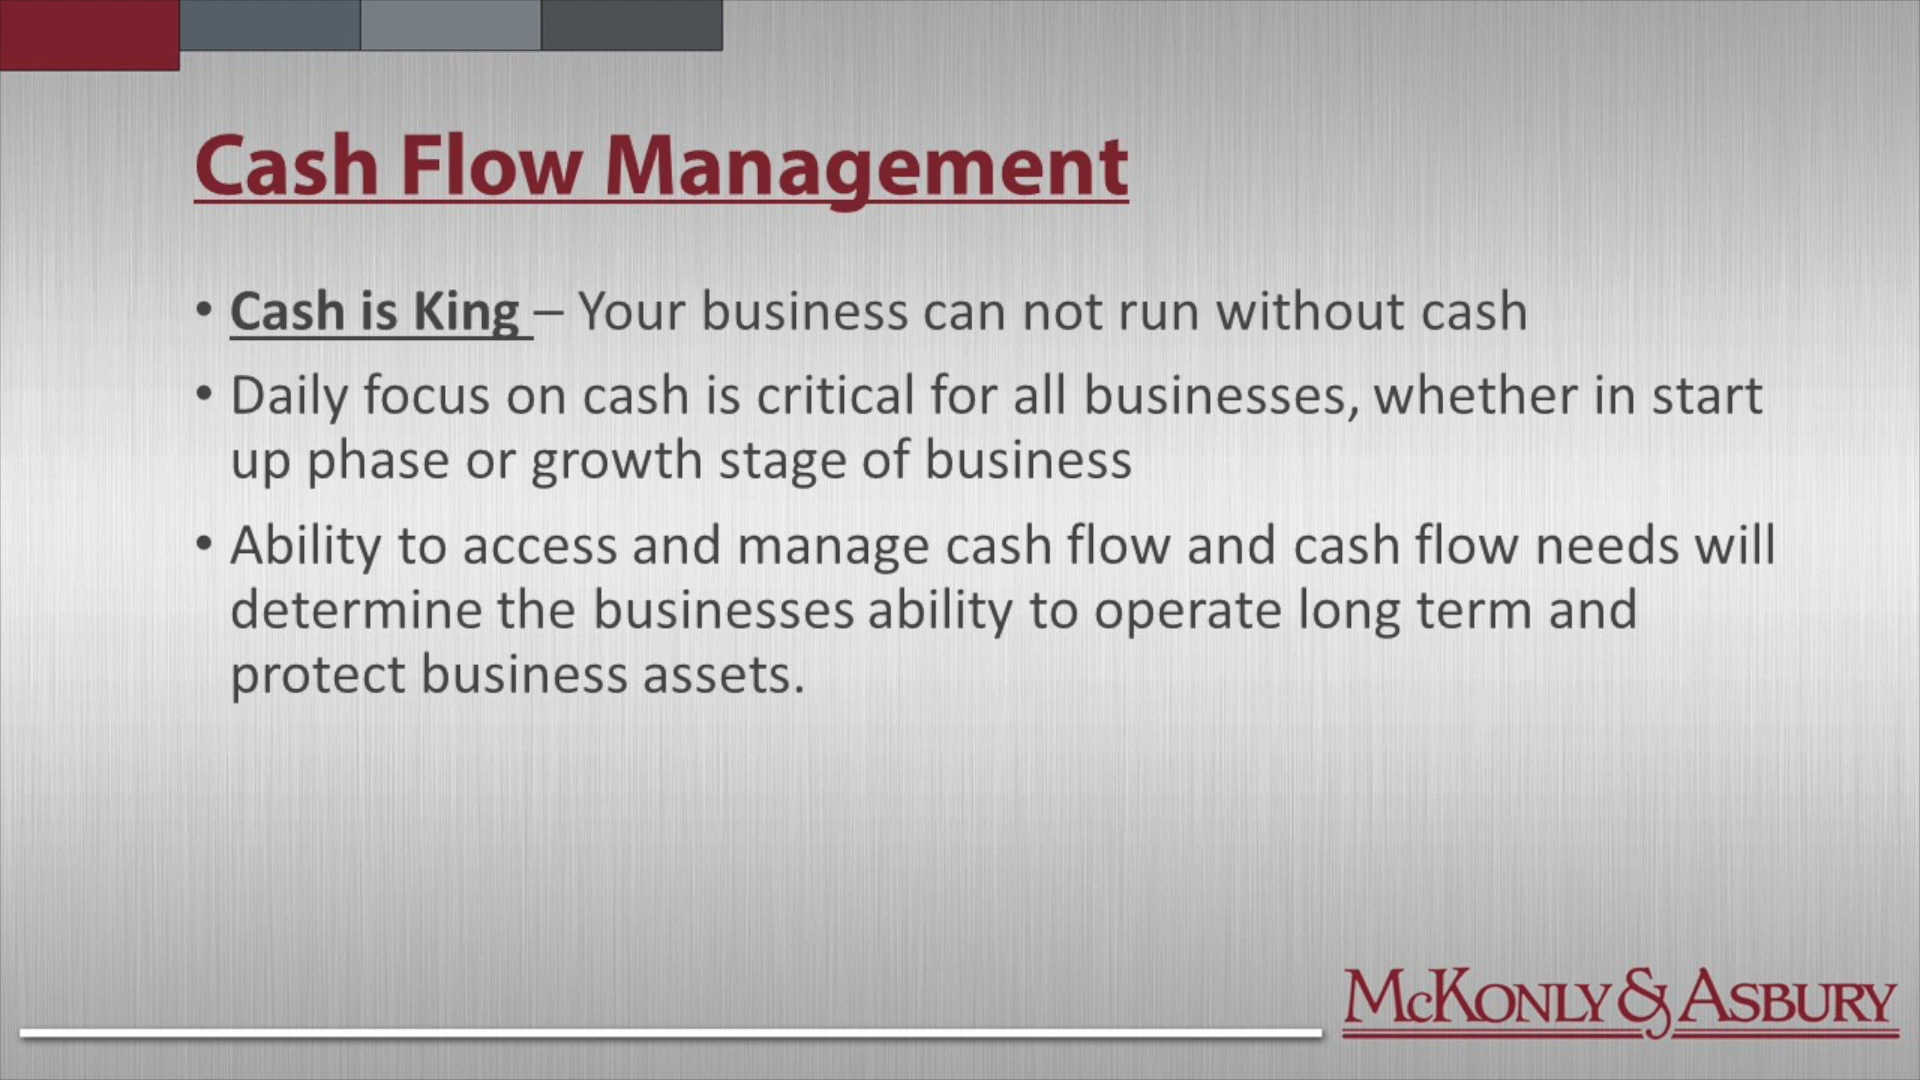 Cash Flow Management
• Cash is King – Your business can not run without cash
• Daily focus on cash is critical for all businesses, whether in start
up phase or growth stage of business
• Ability to access and manage cash flow and cash flow needs will
determine the businesses ability to operate long term and
protect business assets.
McKonly & Asbury